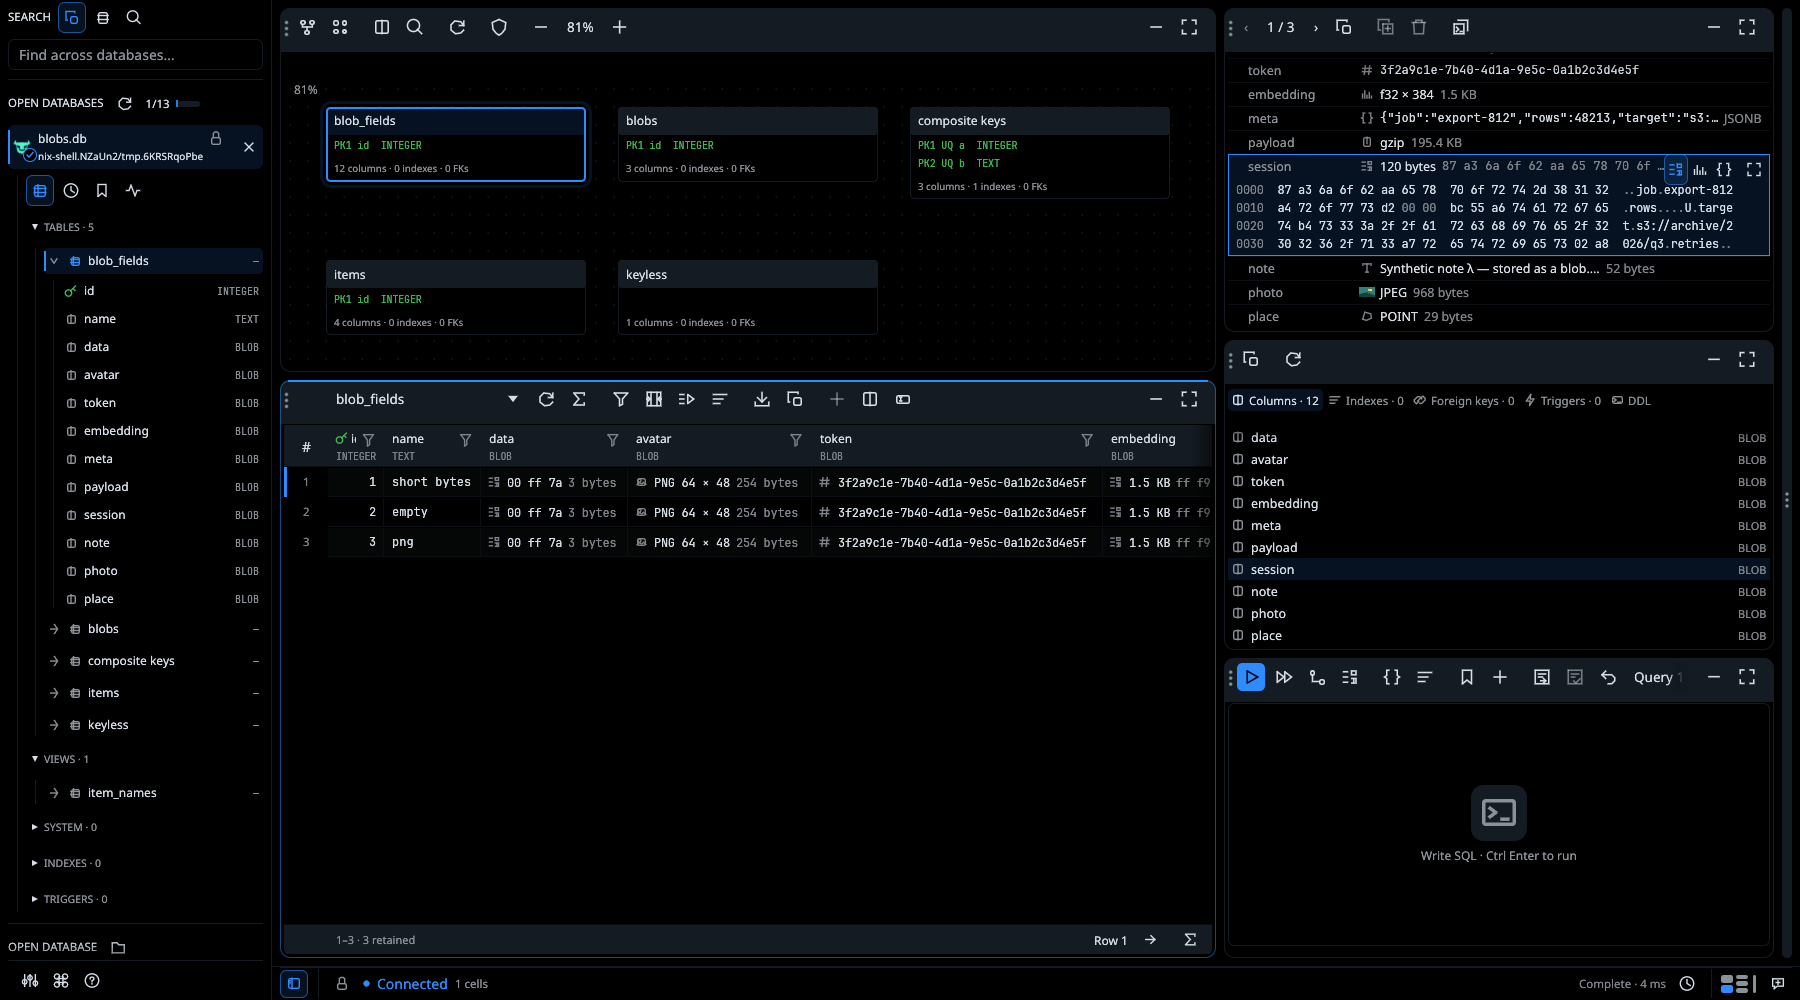 SEARCH
Find across databases...
OPEN DATABASES 1/13
blobs.db
nix-shell.NZaUn2/tmp.6KRSRqoPbe
TABLES · 5
blob_fields –
id INTEGER
name TEXT
data BLOB
avatar BLOB
token BLOB
embedding BLOB
meta BLOB
payload BLOB
session BLOB
note BLOB
photo BLOB
place BLOB
blobs –
composite keys –
items –
keyless –
VIEWS · 1
item_names –
SYSTEM · 0
INDEXES · 0
TRIGGERS · 0
OPEN DATABASE
81%
81%
blob_fields
PK1 id INTEGER
12 columns · 0 indexes · 0 FKs
blobs
PK1 id INTEGER
3 columns · 0 indexes · 0 FKs
composite keys
PK1 UQ a INTEGER
PK2 UQ b TEXT
3 columns · 1 indexes · 0 FKs
items
PK1 id INTEGER
4 columns · 0 indexes · 0 FKs
keyless
1 columns · 0 indexes · 0 FKs
blob_fields
# name data avatar token embedding
INTEGER TEXT BLOB BLOB BLOB BLOB
1 1 short bytes 00 ff 7a 3 bytes PNG 64 × 48 254 bytes # 3f2a9c1e-7b40-4d1a-9e5c-0a1b2c3d4e5f 1.5 KB ff f9
2 2 empty 00 ff 7a 3 bytes PNG 64 × 48 254 bytes # 3f2a9c1e-7b40-4d1a-9e5c-0a1b2c3d4e5f 1.5 KB ff f9
3 3 png 00 ff 7a 3 bytes PNG 64 × 48 254 bytes # 3f2a9c1e-7b40-4d1a-9e5c-0a1b2c3d4e5f 1.5 KB ff f9
1–3 · 3 retained Row 1
1 / 3
token # 3f2a9c1e-7b40-4d1a-9e5c-0a1b2c3d4e5f
embedding f32 × 384 1.5 KB
meta {} {"job":"export-812","rows":48213,"target":"s3:… JSONB
payload gzip 195.4 KB
session 120 bytes 87 a3 6a 6f 62 aa 65 78 70 6f …
0000 87 a3 6a 6f 62 aa 65 78 70 6f 72 74 2d 38 31 32 ..job.export-812
0010 a4 72 6f 77 73 d2 00 00 bc 55 a6 74 61 72 67 65 .rows....U.targe
0020 74 b4 73 33 3a 2f 2f 61 72 63 68 69 76 65 2f 32 t.s3://archive/2
0030 30 32 36 2f 71 33 a7 72 65 74 72 69 65 73 02 a8 026/q3.retries..
note Synthetic note λ — stored as a blob.… 52 bytes
photo JPEG 968 bytes
place POINT 29 bytes
Columns · 12 Indexes · 0 Foreign keys · 0 Triggers · 0 DDL
data BLOB
avatar BLOB
token BLOB
embedding BLOB
meta BLOB
payload BLOB
session BLOB
note BLOB
photo BLOB
place BLOB
Query 1
Write SQL · Ctrl Enter to run
Connected 1 cells
Complete · 4 ms